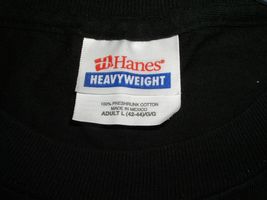 Hanes®
HEAVYWEIGHT
100% PRESHRUNK COTTON
MADE IN MEXICO
ADULT L (42-44)/G/G